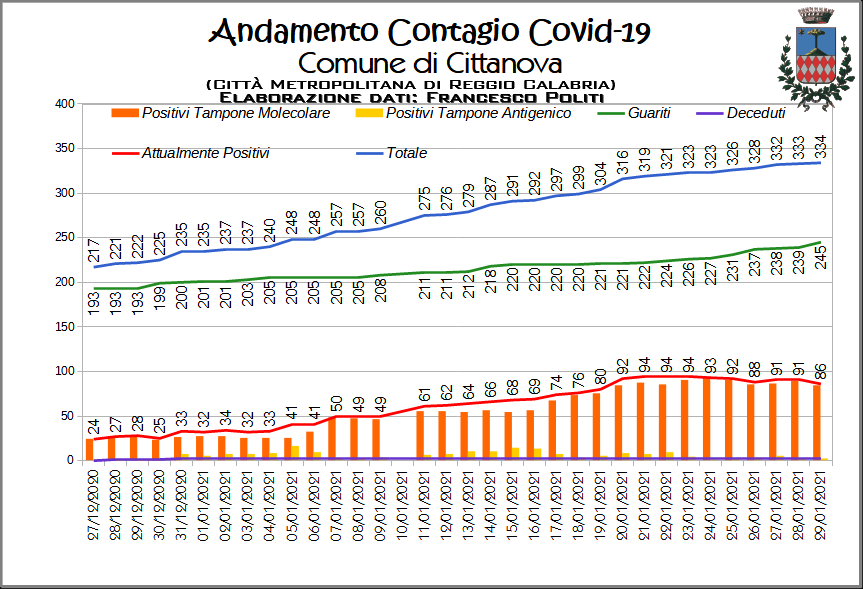 Andamento Contagio Covid-19
Comune di Cittanova
(Città Metropolitana di Reggio Calabria)
Elaborazione dati: Francesco Politi
Positivi Tampone Molecolare Positivi Tampone Antigenico Guariti Deceduti
Attualmente Positivi Totale
400
350
300
250
200
150
100
50
0
217 221 222 225 235 235 237 237 240 248 248 257 257 260 275 276 279 287 291 292 297 299 304 316 319 321 323 323 326 328 332 333 334
193 193 193 199 200 201 201 203 205 205 205 205 205 208 211 211 212 218 220 220 220 220 221 221 222 224 226 227 231 237 238 239 245
24 27 28 25 33 32 34 32 33 41 41 50 49 49 61 62 64 66 68 69 74 76 80 92 94 94 94 93 92 88 91 91 86
27/12/2020 28/12/2020 29/12/2020 30/12/2020 31/12/2020 01/01/2021 02/01/2021 03/01/2021 04/01/2021 05/01/2021 06/01/2021 07/01/2021 08/01/2021 09/01/2021 10/01/2021 11/01/2021 12/01/2021 13/01/2021 14/01/2021 15/01/2021 16/01/2021 17/01/2021 18/01/2021 19/01/2021 20/01/2021 21/01/2021 22/01/2021 23/01/2021 24/01/2021 25/01/2021 26/01/2021 27/01/2021 28/01/2021 29/01/2021